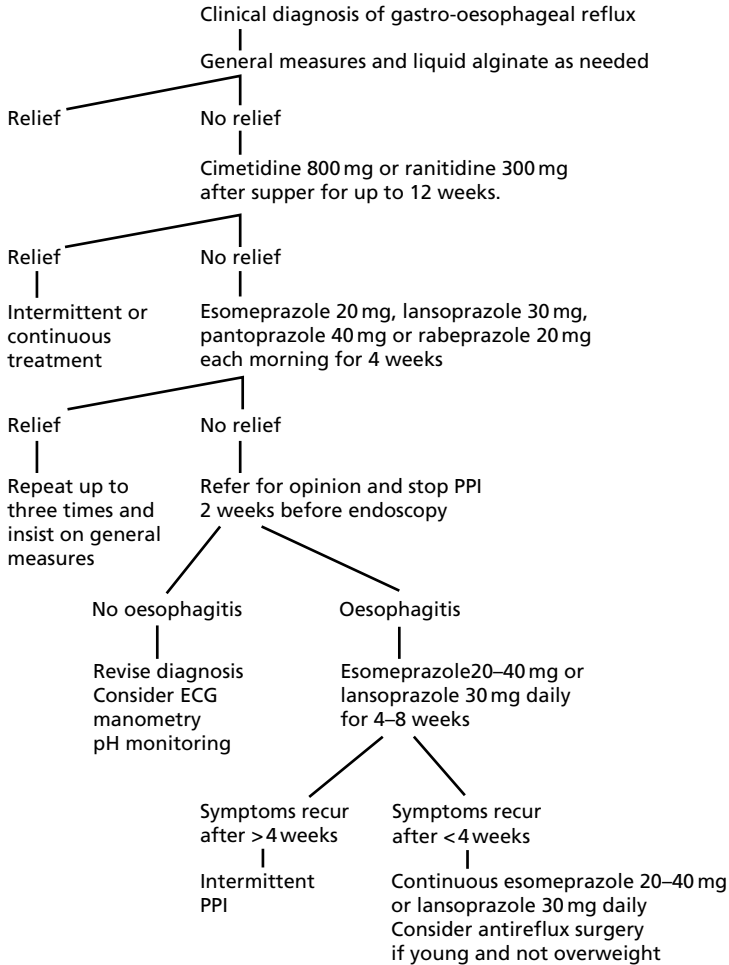 Clinical diagnosis of gastro-oesophageal reflux
General measures and liquid alginate as needed
Relief
No relief
Cimetidine 800 mg or ranitidine 300 mg
after supper for up to 12 weeks.
Relief
No relief
Intermittent or
continuous
treatment
Esomeprazole 20 mg, lansoprazole 30 mg,
pantoprazole 40 mg or rabeprazole 20 mg
each morning for 4 weeks
Relief
No relief
Repeat up to
three times and
insist on general
measures
Refer for opinion and stop PPI
2 weeks before endoscopy
No oesophagitis
Oesophagitis
Revise diagnosis
Consider ECG
manometry
pH monitoring
Esomeprazole20–40 mg or
lansoprazole 30 mg daily
for 4–8 weeks
Symptoms recur
after >4 weeks
Symptoms recur
after <4 weeks
Intermittent
PPI
Continuous esomeprazole 20–40 mg
or lansoprazole 30 mg daily
Consider antireflux surgery
if young and not overweight